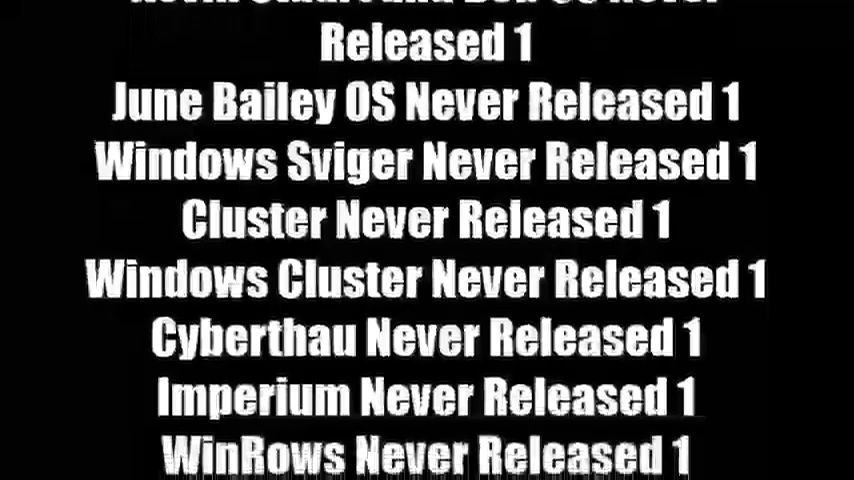 Released 1
June Bailey OS Never Released 1
Windows Sviger Never Released 1
Cluster Never Released 1
Windows Cluster Never Released 1
Cyberthau Never Released 1
Imperium Never Released 1
WinRows Never Released 1